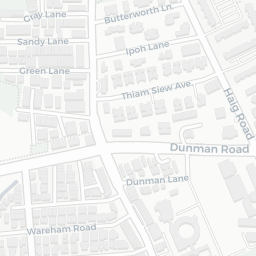 Gray Lane
Butterworth Ln.
Sandy Lane
Ipoh Lane
Green Lane
Thiam Siew Ave.
Haig Road
Dunman Road
Dunman Lane
Wareham Road